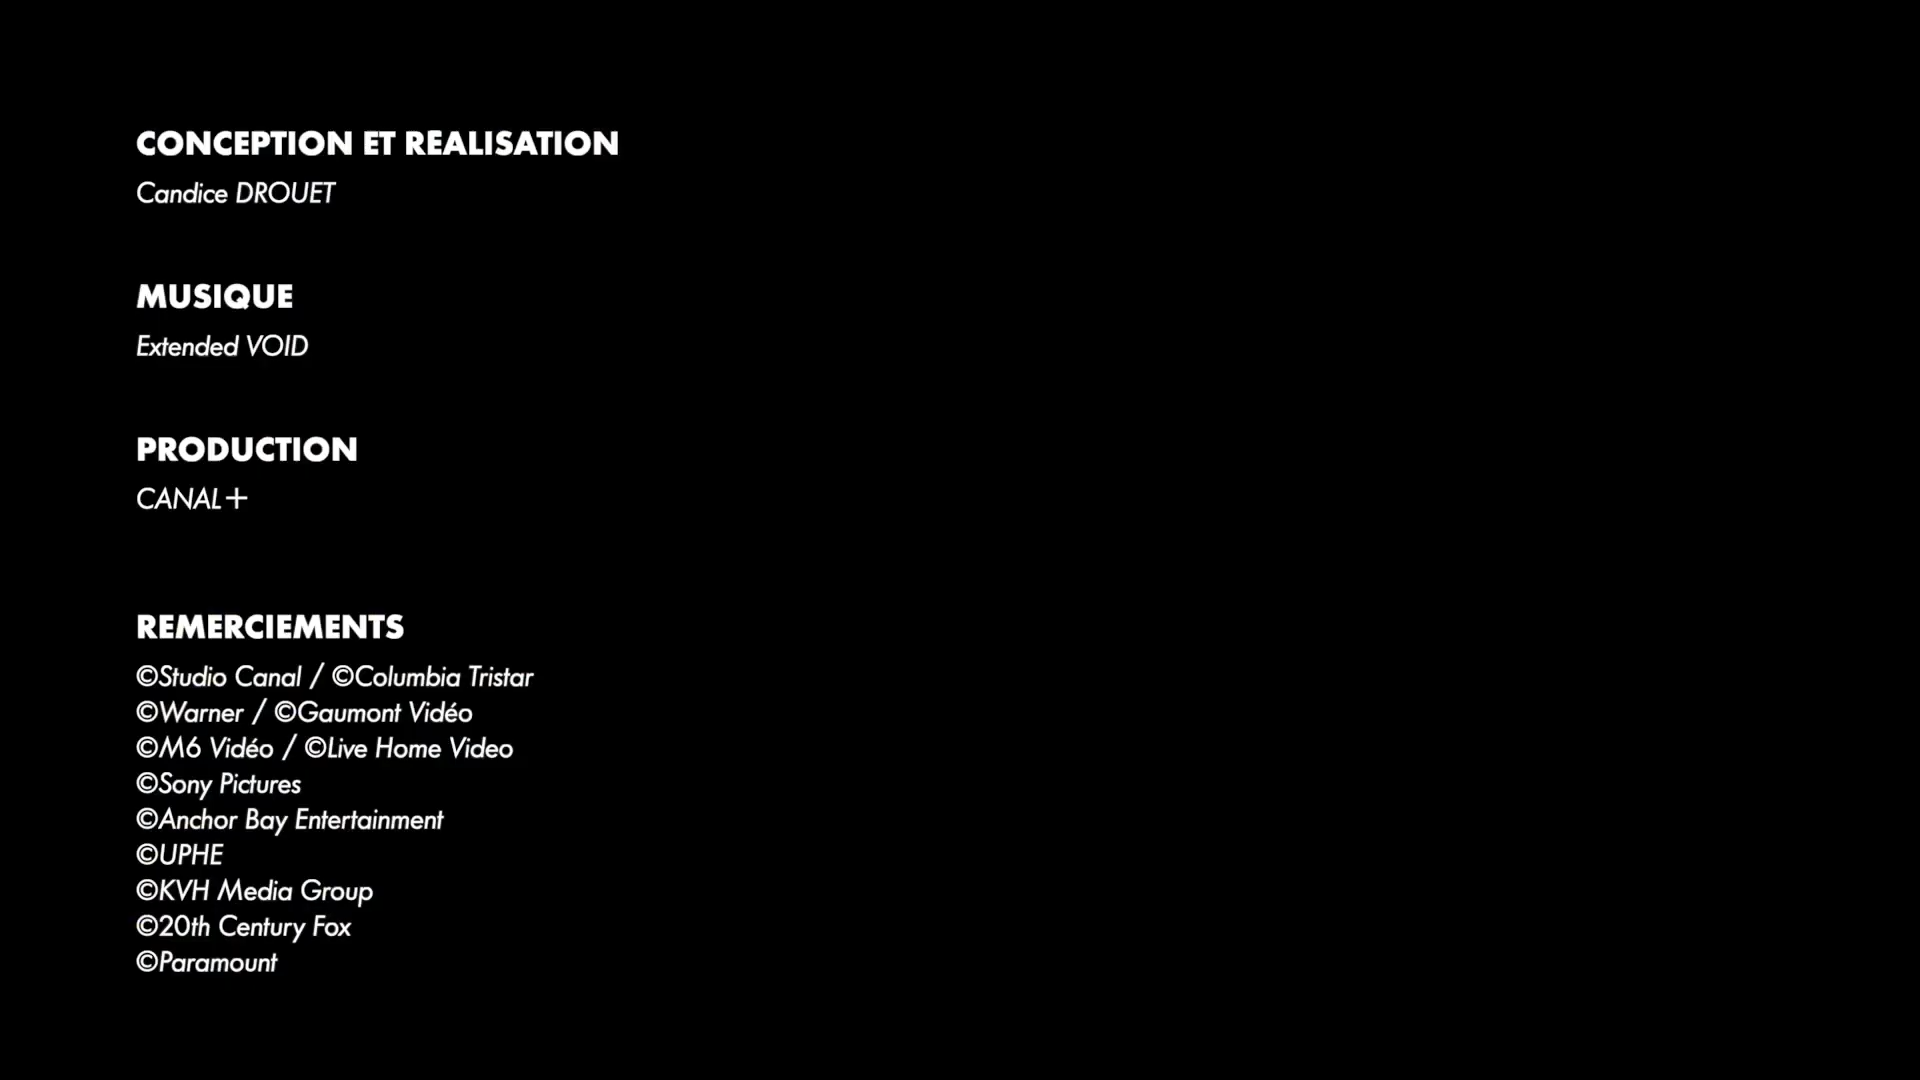 CONCEPTION ET RÉALISATION
Candice DROUET
MUSIQUE
Extended VOID
PRODUCTION
CANAL+
REMERCIEMENTS
©Studio Canal / ©Columbia Tristar
©Warner / ©Gaumont Vidéo
©M6 Vidéo / ©Live Home Video
©Sony Pictures
©Anchor Bay Entertainment
©UPHE
©KVH Media Group
©20th Century Fox
©Paramount